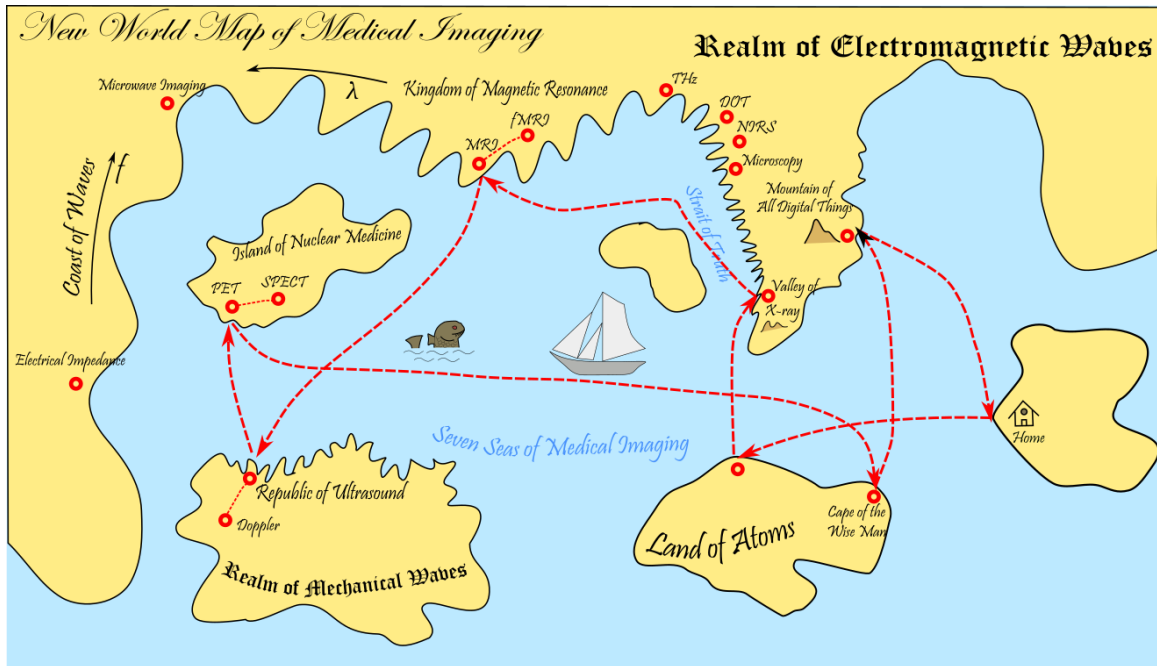 New World Map of Medical Imaging
Realm of Electromagnetic Waves
Microwave Imaging
λ
Kingdom of Magnetic Resonance
THz
DOT
NIRS
Microscopy
fMRI
MRI
Coast of Waves
f
Strait of Truth
Mountain of
All Digital Things
Island of Nuclear Medicine
PET
SPECT
Valley of
X-ray
Electrical Impedance
Home
Seven Seas of Medical Imaging
Republic of Ultrasound
Doppler
Realm of Mechanical Waves
Land of Atoms
Cape of the
Wise Man